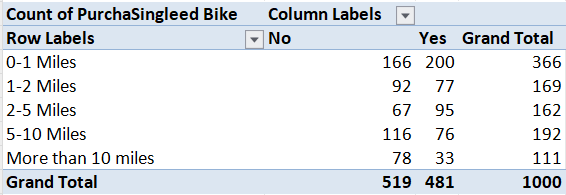 Count of PurchaSingleed Bike Column Labels
Row Labels No Yes Grand Total
0-1 Miles 166 200 366
1-2 Miles 92 77 169
2-5 Miles 67 95 162
5-10 Miles 116 76 192
More than 10 miles 78 33 111
Grand Total 519 481 1000